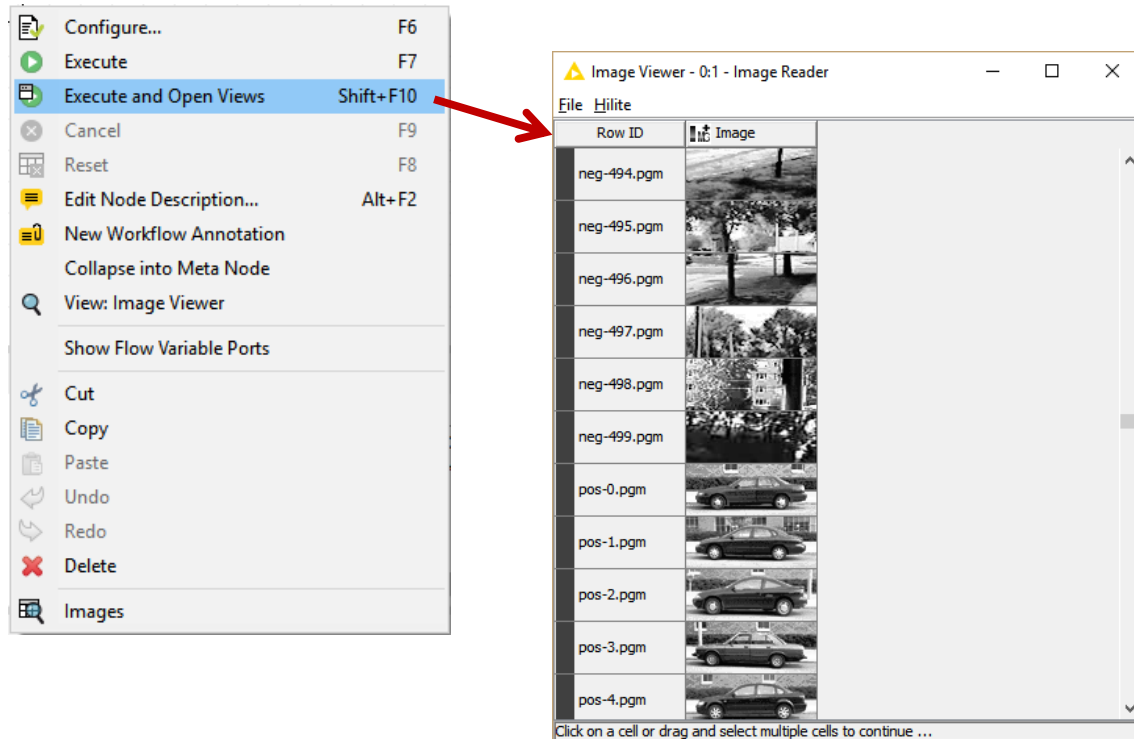 Configure... F6
Execute F7
Execute and Open Views Shift+F10
Cancel F9
Reset F8
Edit Node Description... Alt+F2
New Workflow Annotation
Collapse into Meta Node
View: Image Viewer
Show Flow Variable Ports
Cut
Copy
Paste
Undo
Redo
Delete
Images
Image Viewer - 0:1 - Image Reader
File Hilite
Row ID Image
neg-494.pgm
neg-495.pgm
neg-496.pgm
neg-497.pgm
neg-498.pgm
neg-499.pgm
pos-0.pgm
pos-1.pgm
pos-2.pgm
pos-3.pgm
pos-4.pgm
Click on a cell or drag and select multiple cells to continue ...